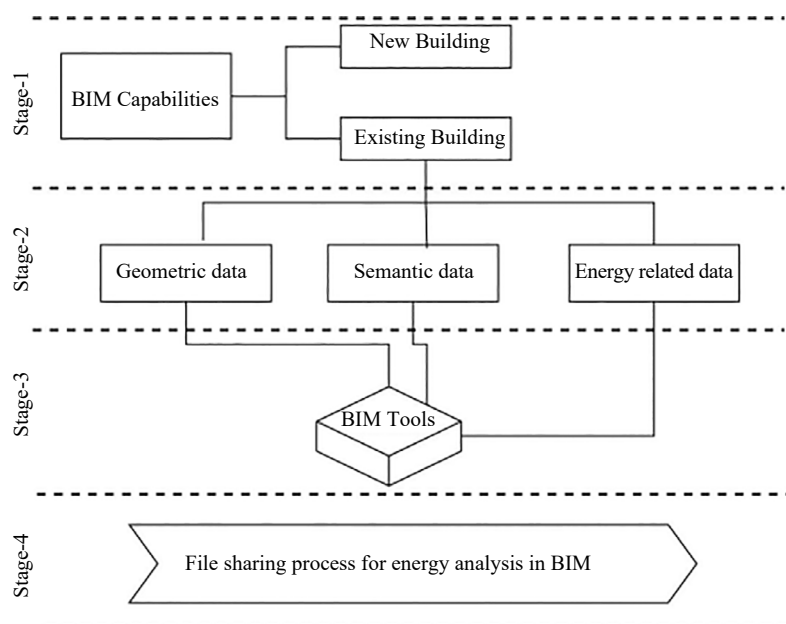 Stage-1
BIM Capabilities
New Building
Existing Building
Stage-2
Geometric data
Semantic data
Energy related data
Stage-3
BIM Tools
Stage-4
File sharing process for energy analysis in BIM